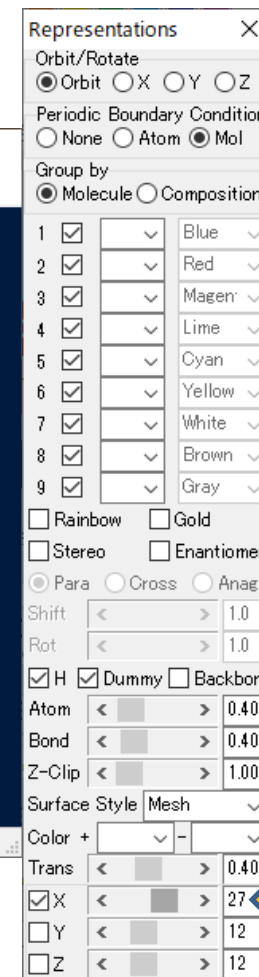 Representations
Orbit/Rotate
Orbit X Y Z
Periodic Boundary Condition
None Atom Mol
Group by
Molecule Composition
1 Blue
2 Red
3 Magen
4 Lime
5 Cyan
6 Yellow
7 White
8 Brown
9 Gray
Rainbow Gold
Stereo Enantiome
Para Cross Anag
Shift 1.0
Rot 1.0
H Dummy Backbon
Atom 0.40
Bond 0.40
Z-Clip 1.00
Surface Style Mesh
Color + -
Trans 0.40
X 27
Y 12
Z 12